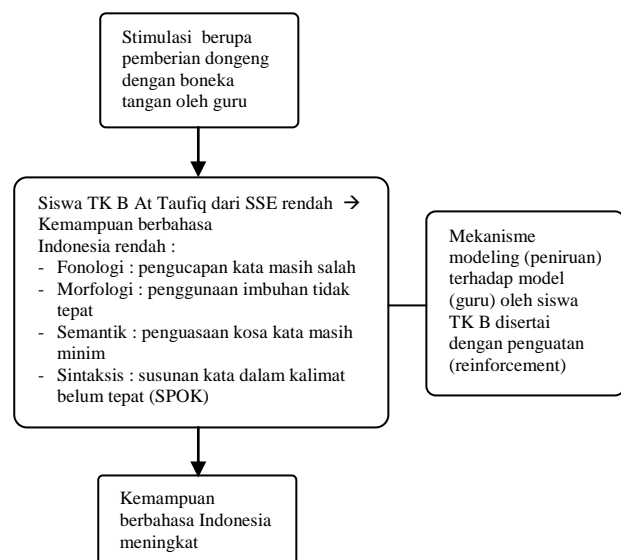 Stimulasi berupa
pemberian dongeng
dengan boneka
tangan oleh guru
Siswa TK B At Taufiq dari SSE rendah →
Kemampuan berbahasa
Indonesia rendah :
- Fonologi : pengucapan kata masih salah
- Morfologi : penggunaan imbuhan tidak
tepat
- Semantik : penguasaan kosa kata masih
minim
- Sintaksis : susunan kata dalam kalimat
belum tepat (SPOK)
Mekanisme
modeling (peniruan)
terhadap model
(guru) oleh siswa
TK B disertai
dengan penguatan
(reinforcement)
Kemampuan
berbahasa Indonesia
meningkat